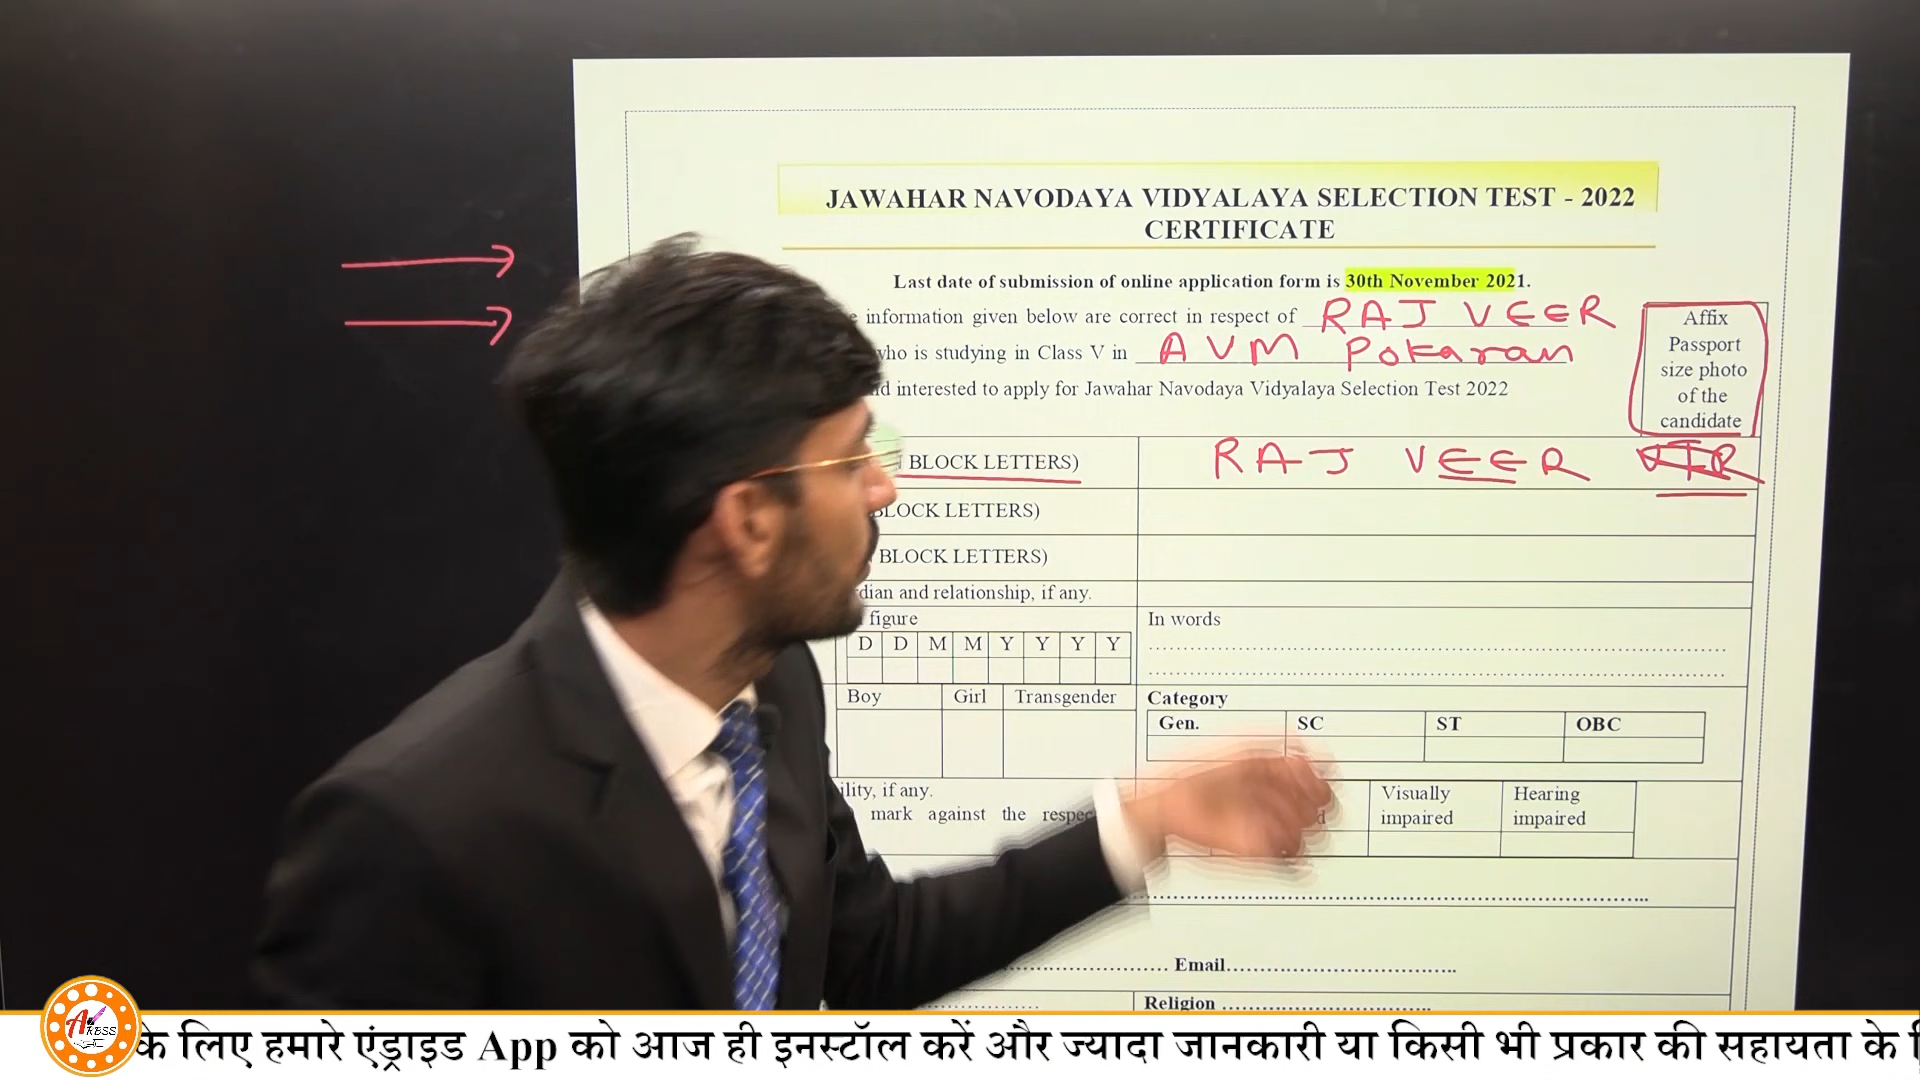 JAWAHAR NAVODAYA VIDYALAYA SELECTION TEST - 2022
CERTIFICATE
Last date of submission of online application form is 30th November 2021.
information given below are correct in respect of RAJ VEER
who is studying in Class V in AVM Pokaran
interested to apply for Jawahar Navodaya Vidyalaya Selection Test 2022
Affix
Passport
size photo
of the
candidate
BLOCK LETTERS) RAJ VEER
BLOCK LETTERS)
BLOCK LETTERS)
and relationship, if any.
figure
In words
D D M M Y Y Y Y
Boy Girl Transgender
Category
Gen. SC ST OBC
if any.
mark against the
Visually
impaired
Hearing
impaired
Email
Religion
के लिए हमारे एंड्राइड App को आज ही इनस्टॉल करें और ज्यादा जानकारी या किसी भी प्रकार की सहायता के